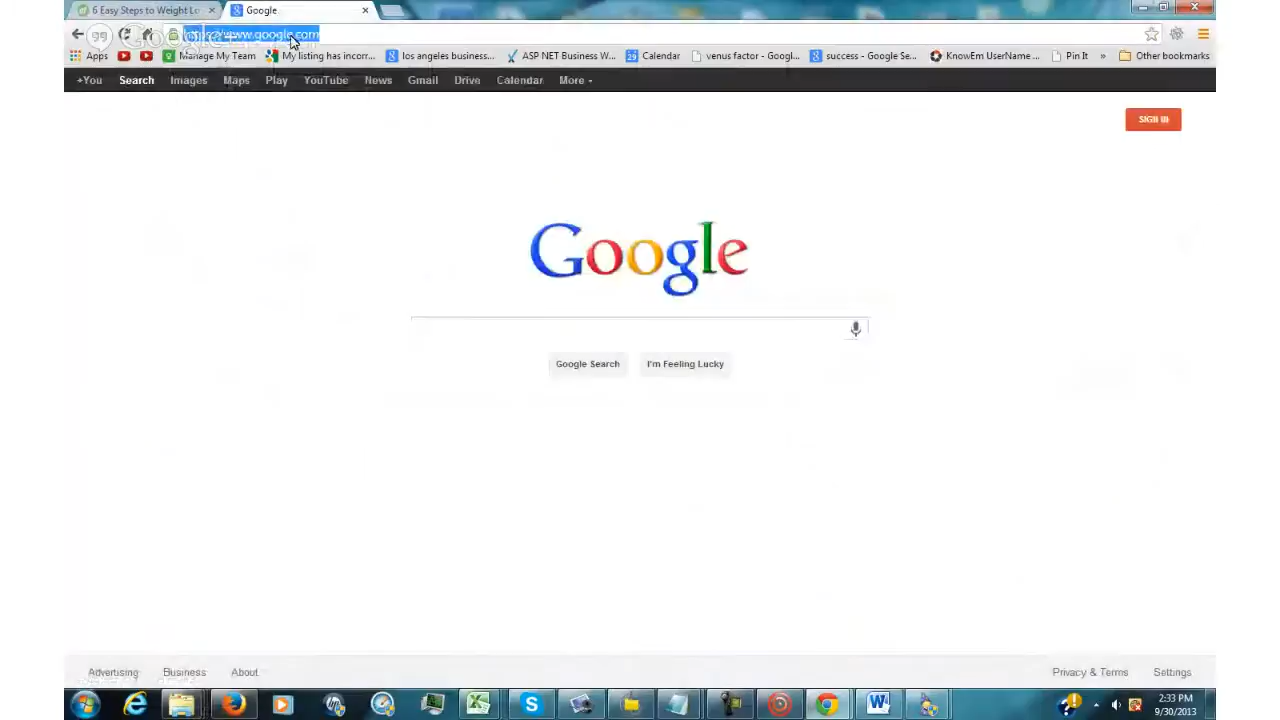 6 Easy Steps to Weight Lo
Google
https://www.google.com
Apps
Manage My Team
My listing has incorr...
los angeles business...
ASP NET Business W...
Calendar
venus factor - Googl...
success - Google Se...
KnowEm UserName ...
Pin It
»
Other bookmarks
+You Search Images Maps Play YouTube News Gmail Drive Calendar More
SIGN IN
Google
Google Search
I'm Feeling Lucky
Advertising Business About
Privacy & Terms Settings
2:33 PM
9/30/2013